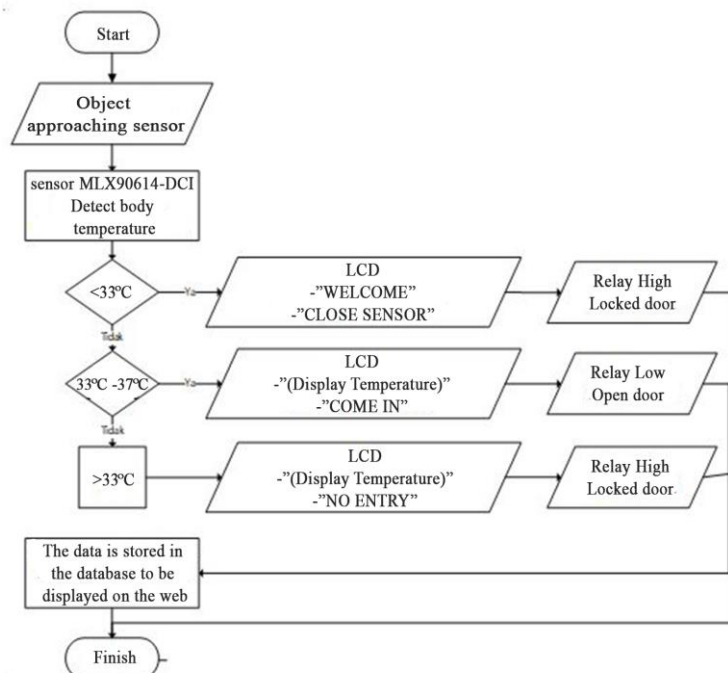 Start
Object
approaching sensor
sensor MLX90614-DCI
Detect body
temperature
<33ºC
Ya
LCD
-"WELCOME"
-"CLOSE SENSOR"
Relay High
Locked door
Tidak
33ºC -37ºC
Ya
LCD
-"(Display Temperature)"
-"COME IN"
Relay Low
Open door
Tidak
>33ºC
LCD
-"(Display Temperature)"
-"NO ENTRY"
Relay High
Locked door
The data is stored in
the database to be
displayed on the web
Finish